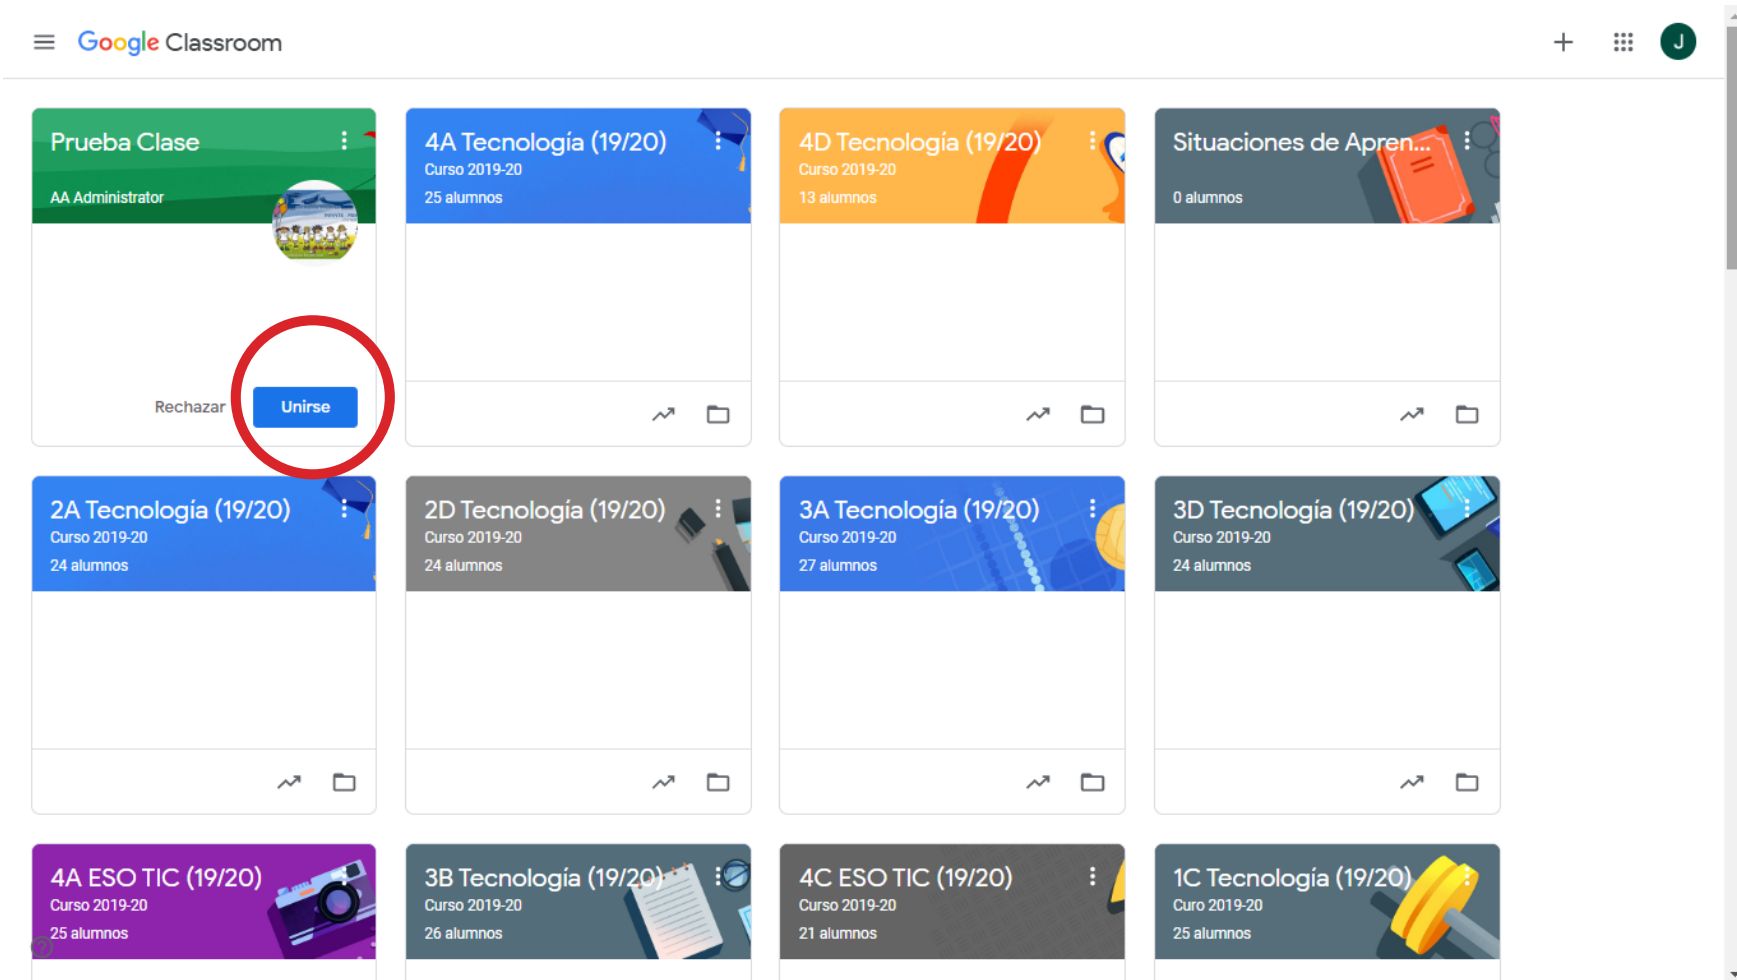 Google Classroom
J
Prueba Clase
AA Administrator
Rechazar
Unirse
4A Tecnología (19/20)
Curso 2019-20
25 alumnos
4D Tecnología (19/20)
Curso 2019-20
13 alumnos
Situaciones de Apren...
0 alumnos
2A Tecnología (19/20)
Curso 2019-20
24 alumnos
2D Tecnología (19/20)
Curso 2019-20
24 alumnos
3A Tecnología (19/20)
Curso 2019-20
27 alumnos
3D Tecnología (19/20)
Curso 2019-20
24 alumnos
4A ESO TIC (19/20)
Curso 2019-20
25 alumnos
3B Tecnología (19/20)
Curso 2019-20
26 alumnos
4C ESO TIC (19/20)
Curso 2019-20
21 alumnos
1C Tecnología (19/20)
Curo 2019-20
25 alumnos